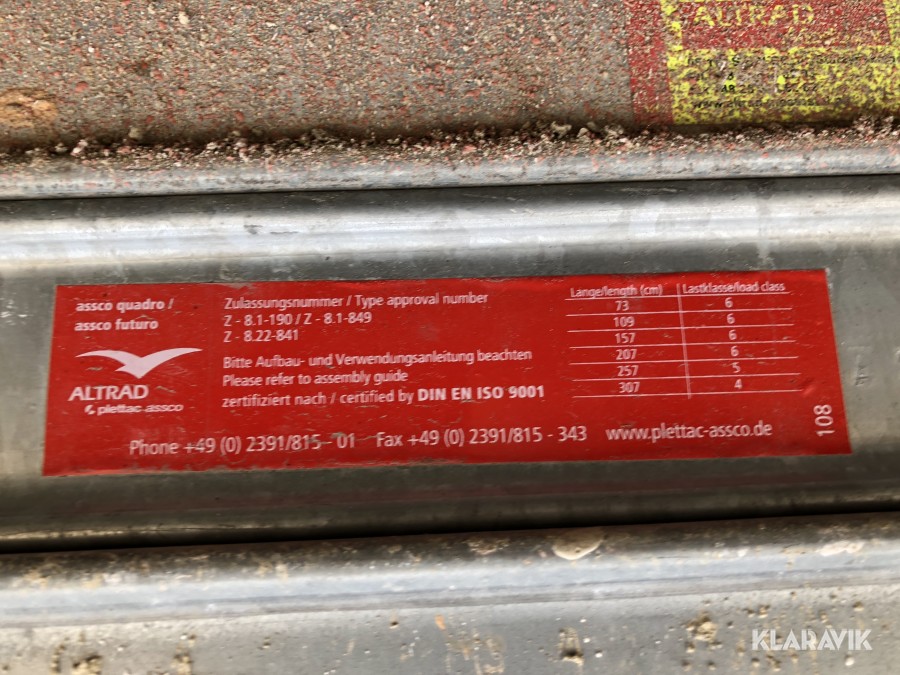 ALTRAD
assco quadro /
assco futuro
ALTRAD
plettac assco
Zulassungsnummer / Type approval number
Z - 8.1-190 / Z - 8.1-849
Z - 8.22-841
Bitte Aufbau- und Verwendungsanleitung beachten
Please refer to assembly guide
zertifiziert nach / certified by DIN EN ISO 9001
Länge/length (cm) Lastklasse/load class
73 6
109 6
157 6
207 6
257 5
307 4
Phone +49 (0) 2391/815 - 01 Fax +49 (0) 2391/815 - 343 www.plettac-assco.de
108
KLARAVIK